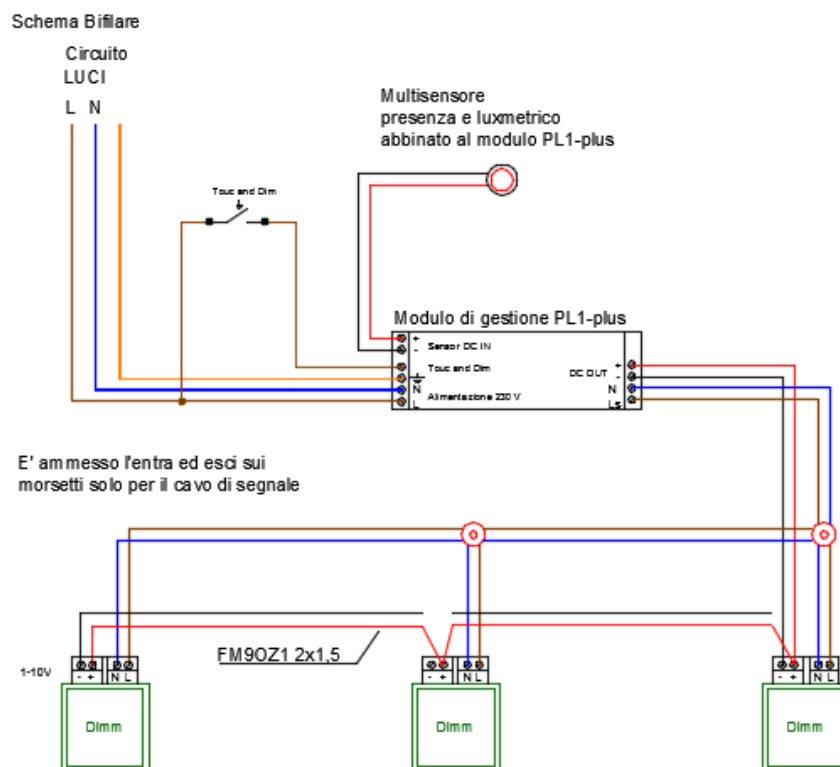 Schema Bifilare
Circuito
LUCI
L N
Multisensore
presenza e luxmetrico
abbinato al modulo PL1-plus
Touc and Dim
Modulo di gestione PL1-plus
+
-
Sensor DC IN
Touc and Dim
N
L
Alimentazione 230 V
DC OUT
+
-
N
Ls
E' ammesso l'entra ed esci sui
morsetti solo per il cavo di segnale
FM9OZ1 2x1,5
1-10V
- + N L
- + N L
- + N L
Dimm
Dimm
Dimm